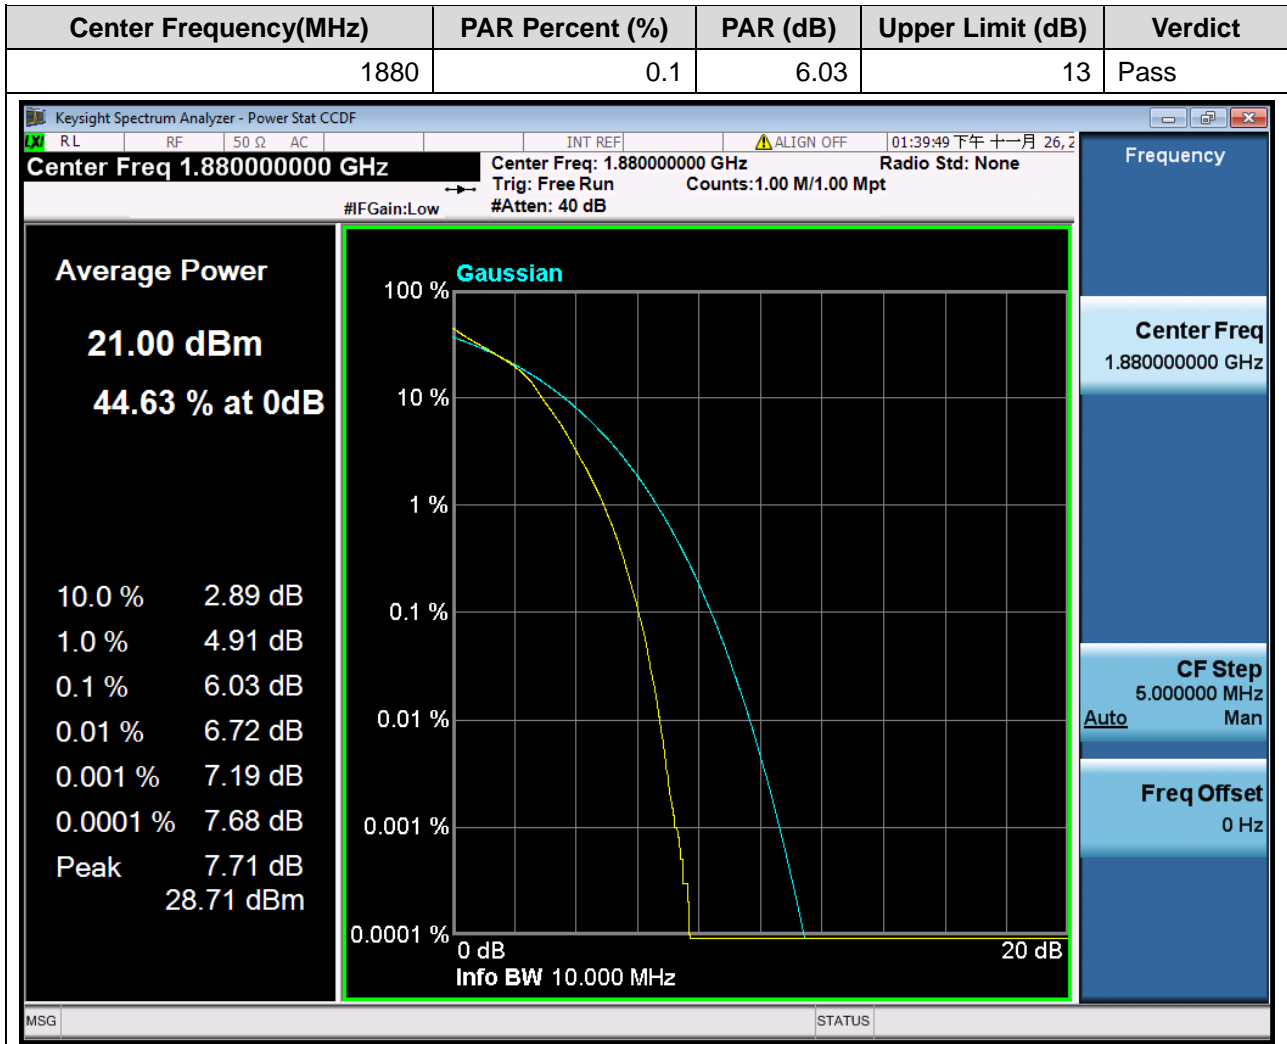 Center Frequency(MHz) PAR Percent (%) PAR (dB) Upper Limit (dB) Verdict
1880 0.1 6.03 13 Pass
Keysight Spectrum Analyzer - Power Stat CCDF
LXI RL RF 50 Ω AC INT REF ALIGN OFF 01:39:49 下午 十一月 26, 2
Center Freq 1.880000000 GHz
Center Freq: 1.880000000 GHz Radio Std: None
Trig: Free Run Counts:1.00 M/1.00 Mpt
#IFGain:Low #Atten: 40 dB
Average Power
21.00 dBm
44.63 % at 0dB
10.0 % 2.89 dB
1.0 % 4.91 dB
0.1 % 6.03 dB
0.01 % 6.72 dB
0.001 % 7.19 dB
0.0001 % 7.68 dB
Peak 7.71 dB
28.71 dBm
Gaussian
100 %
10 %
1 %
0.1 %
0.01 %
0.001 %
0.0001 %
0 dB 20 dB
Info BW 10.000 MHz
Frequency
Center Freq
1.880000000 GHz
CF Step
5.000000 MHz
Auto Man
Freq Offset
0 Hz
MSG STATUS